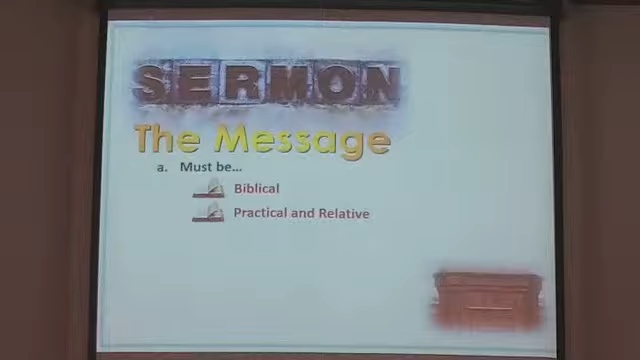 SERMON
The Message
a. Must be...
Biblical
Practical and Relative